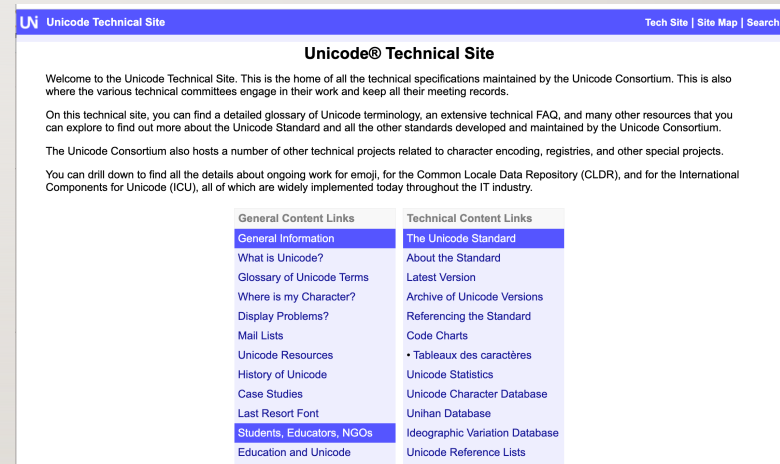 Unicode Technical Site
Tech Site | Site Map | Search
Unicode® Technical Site
Welcome to the Unicode Technical Site. This is the home of all the technical specifications maintained by the Unicode Consortium. This is also
where the various technical committees engage in their work and keep all their meeting records.
On this technical site, you can find a detailed glossary of Unicode terminology, an extensive technical FAQ, and many other resources that you
can explore to find out more about the Unicode Standard and all the other standards developed and maintained by the Unicode Consortium.
The Unicode Consortium also hosts a number of other technical projects related to character encoding, registries, and other special projects.
You can drill down to find all the details about ongoing work for emoji, for the Common Locale Data Repository (CLDR), and for the International
Components for Unicode (ICU), all of which are widely implemented today throughout the IT industry.
General Content Links
General Information
What is Unicode?
Glossary of Unicode Terms
Where is my Character?
Display Problems?
Mail Lists
Unicode Resources
History of Unicode
Case Studies
Last Resort Font
Students, Educators, NGOs
Education and Unicode
Technical Content Links
The Unicode Standard
About the Standard
Latest Version
Archive of Unicode Versions
Referencing the Standard
Code Charts
• Tableaux des caractères
Unicode Statistics
Unicode Character Database
Unihan Database
Ideographic Variation Database
Unicode Reference Lists